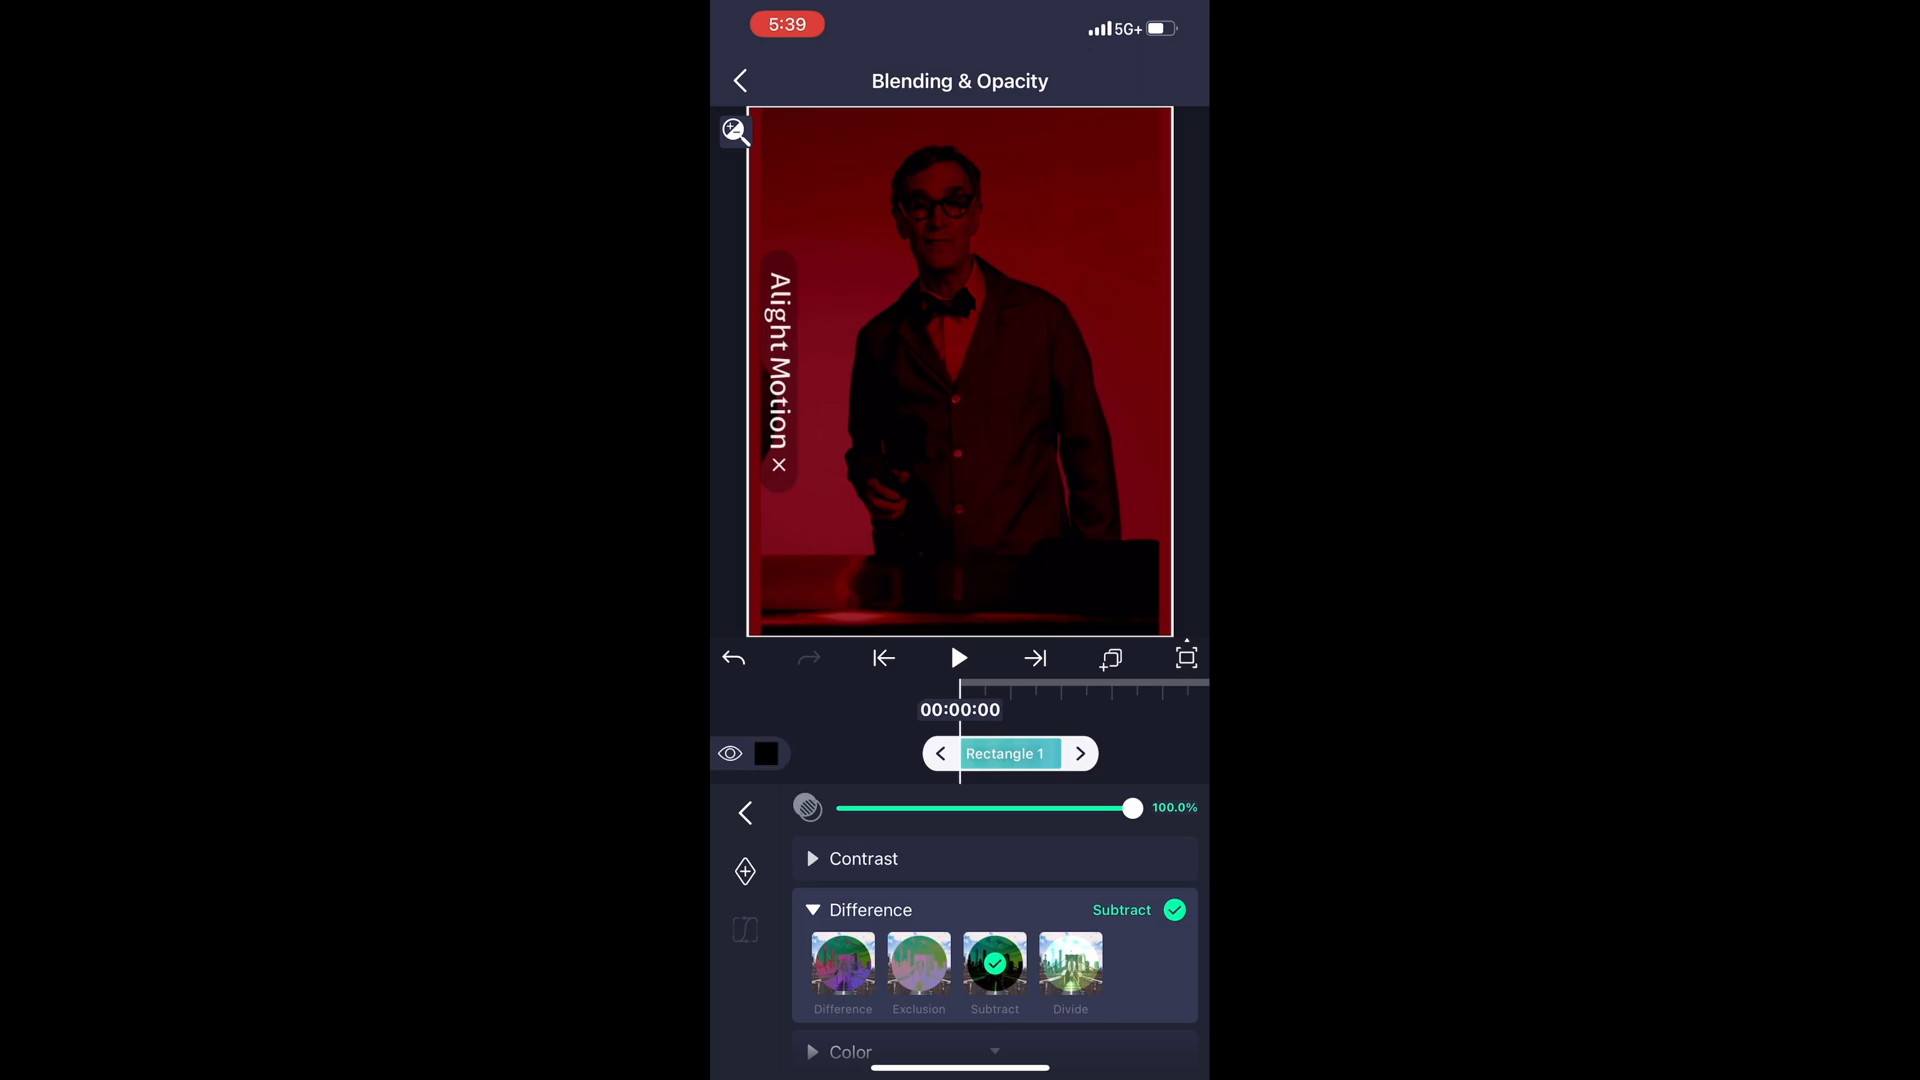 5:39
5G+
Blending & Opacity
Alight Motion ×
00:00:00
Rectangle 1
100.0%
Contrast
Difference
Subtract
Difference
Exclusion
Subtract
Divide
Color